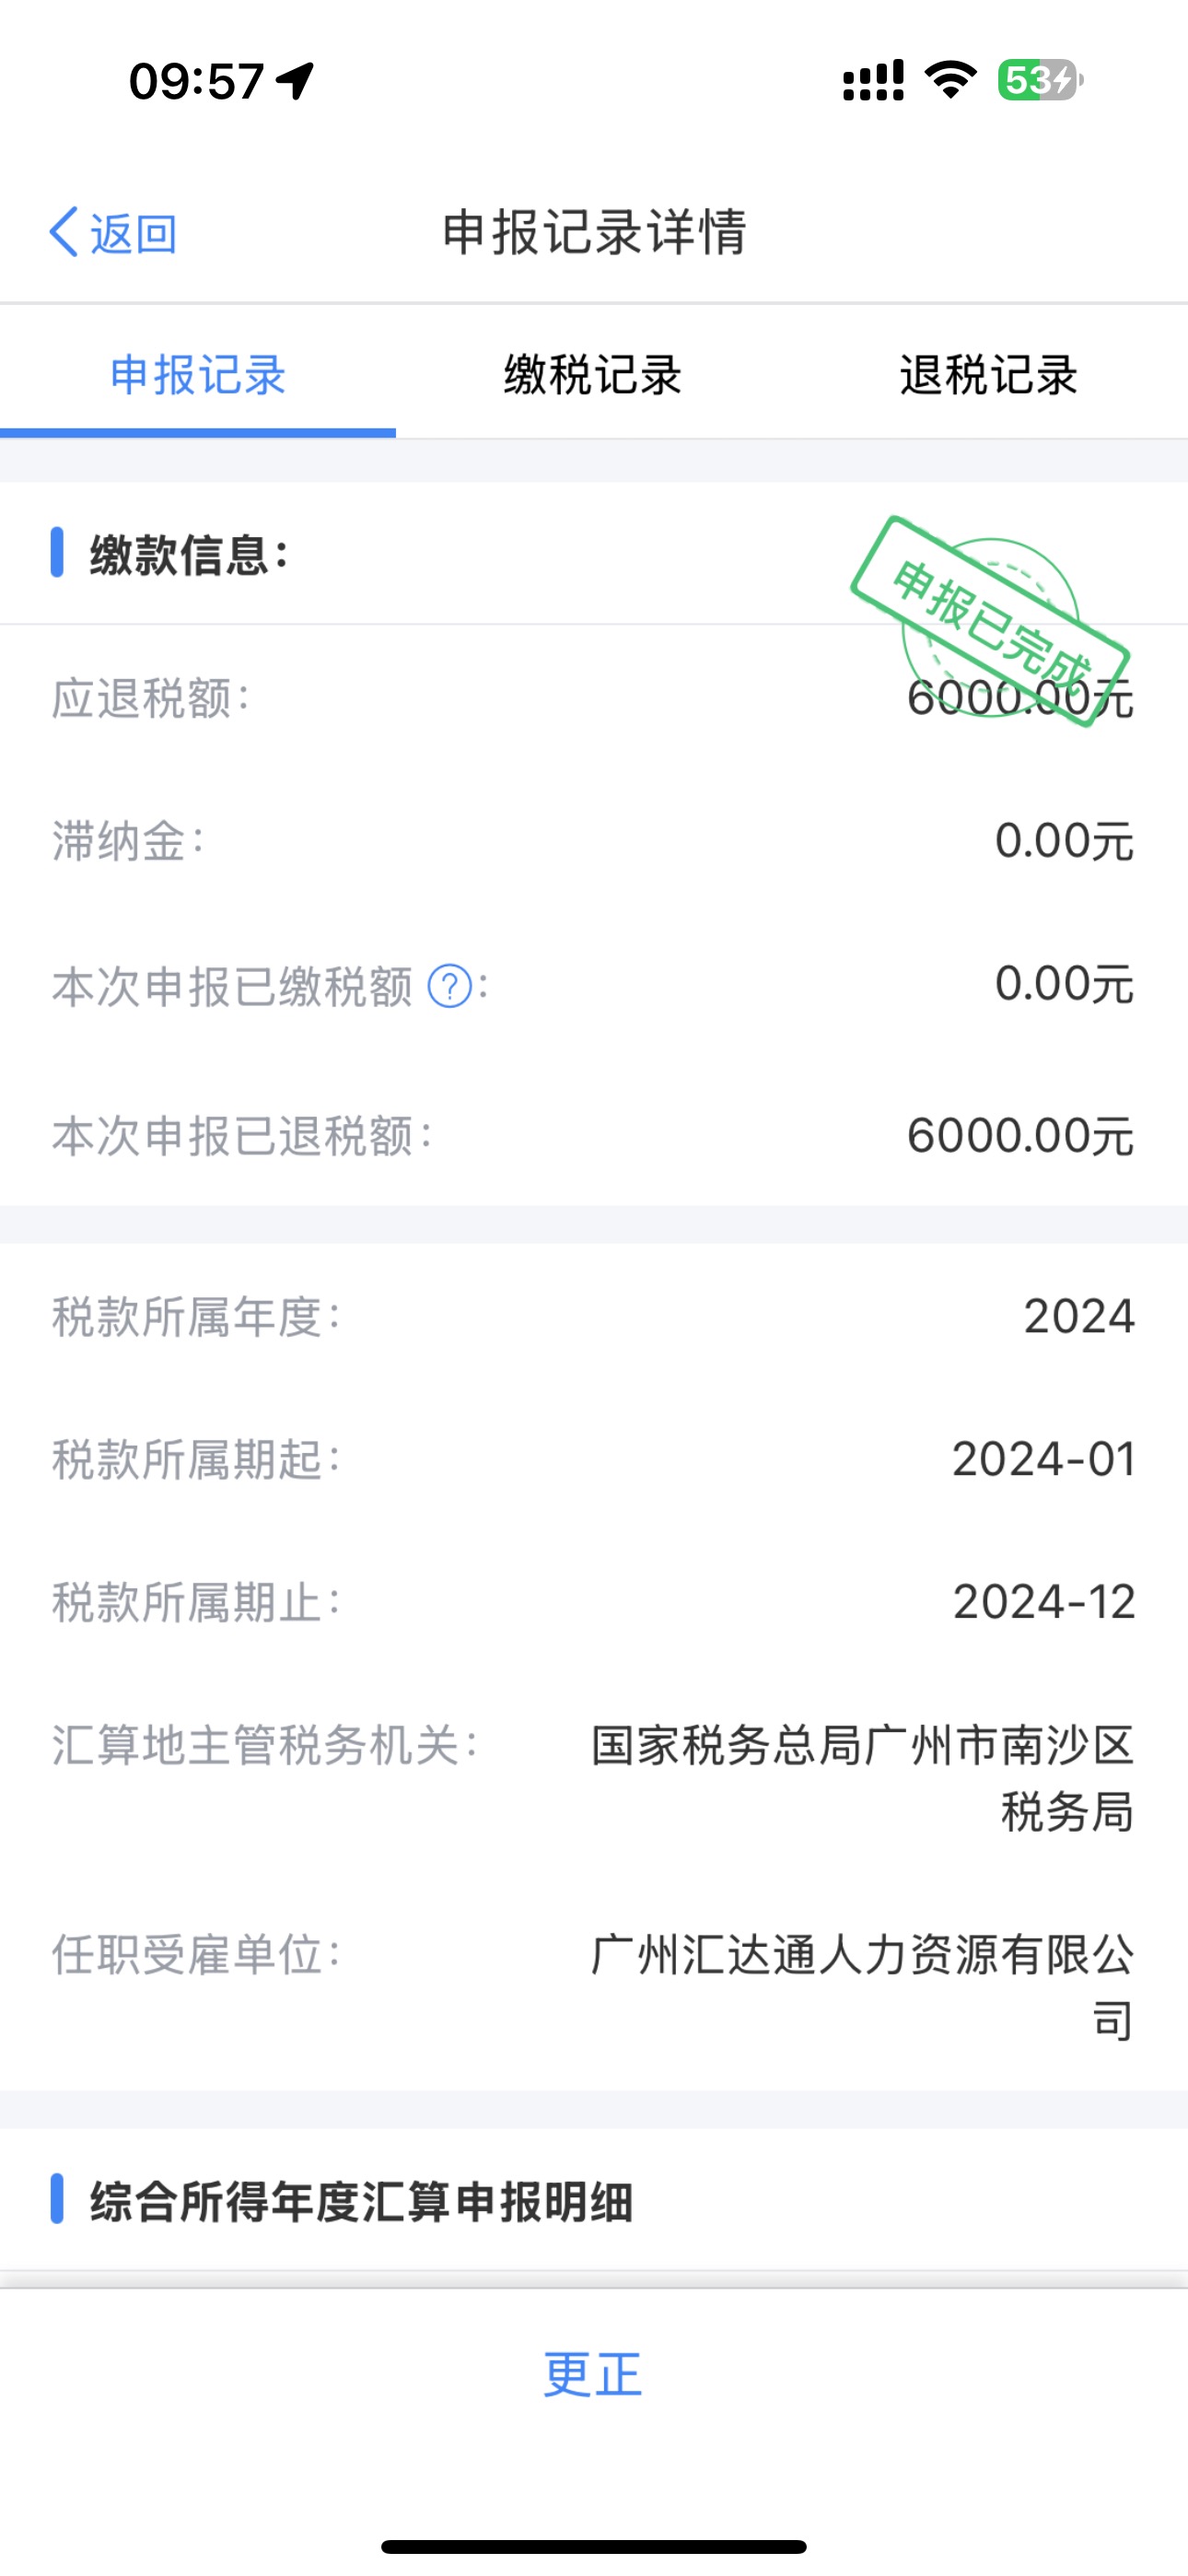 09:57
53
返回
申报记录详情
申报记录 缴税记录 退税记录
缴款信息：
申报已完成
应退税额： 6000.00元
滞纳金： 0.00元
本次申报已缴税额 ?： 0.00元
本次申报已退税额： 6000.00元
税款所属年度： 2024
税款所属期起： 2024-01
税款所属期止： 2024-12
汇算地主管税务机关： 国家税务总局广州市南沙区
税务局
任职受雇单位： 广州汇达通人力资源有限公
司
综合所得年度汇算申报明细
更正